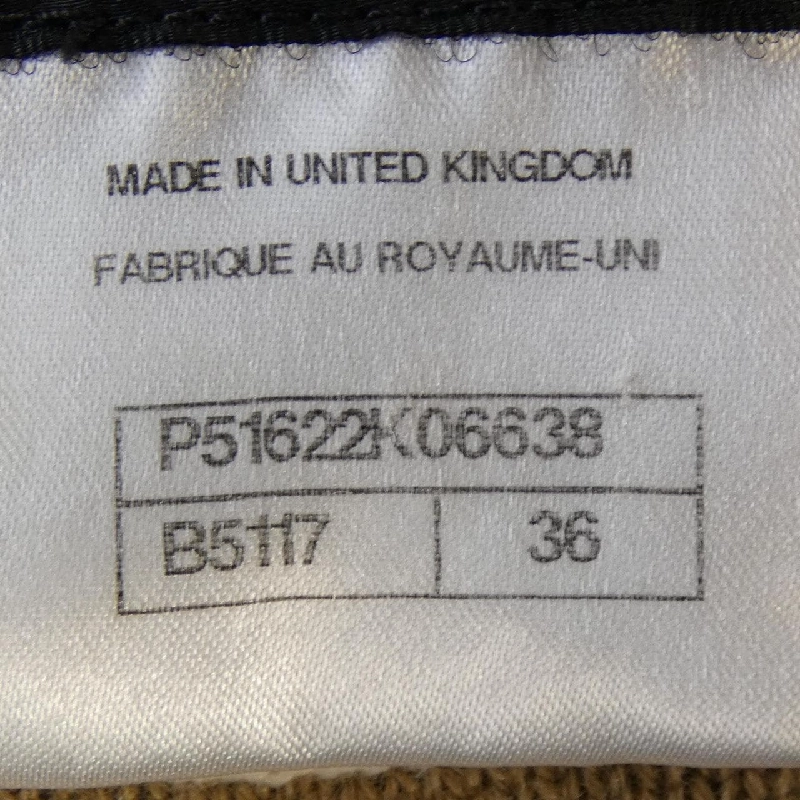 MADE IN UNITED KINGDOM
FABRIQUE AU ROYAUME-UNI
P51622K06638
B5117 36